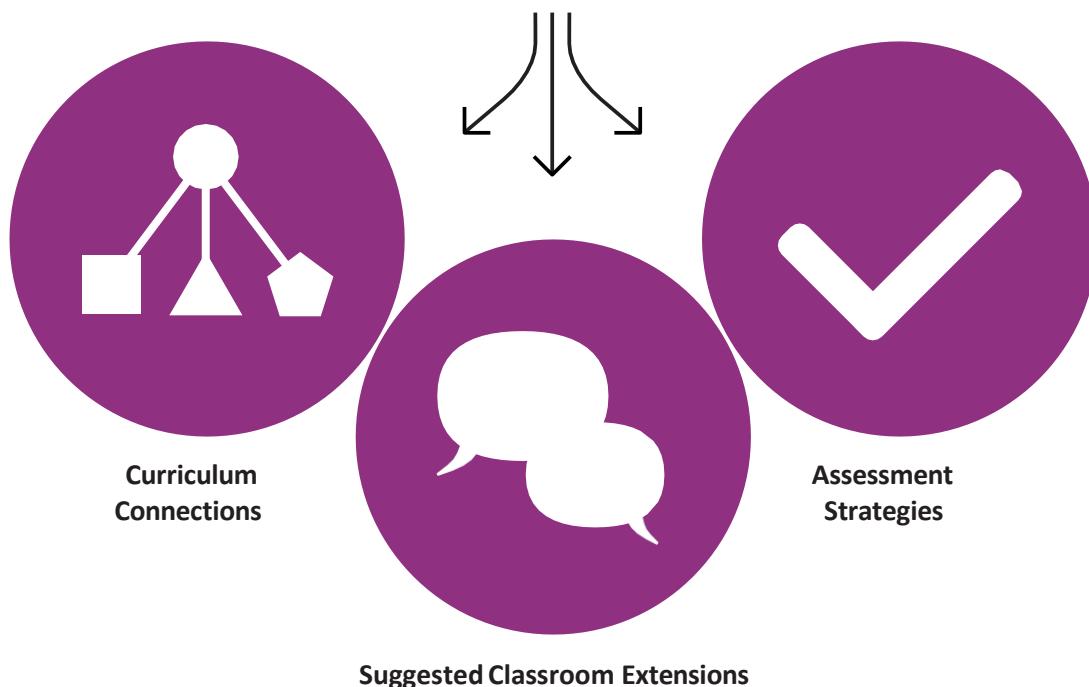 Curriculum
Connections
Assessment
Strategies
Suggested Classroom Extensions